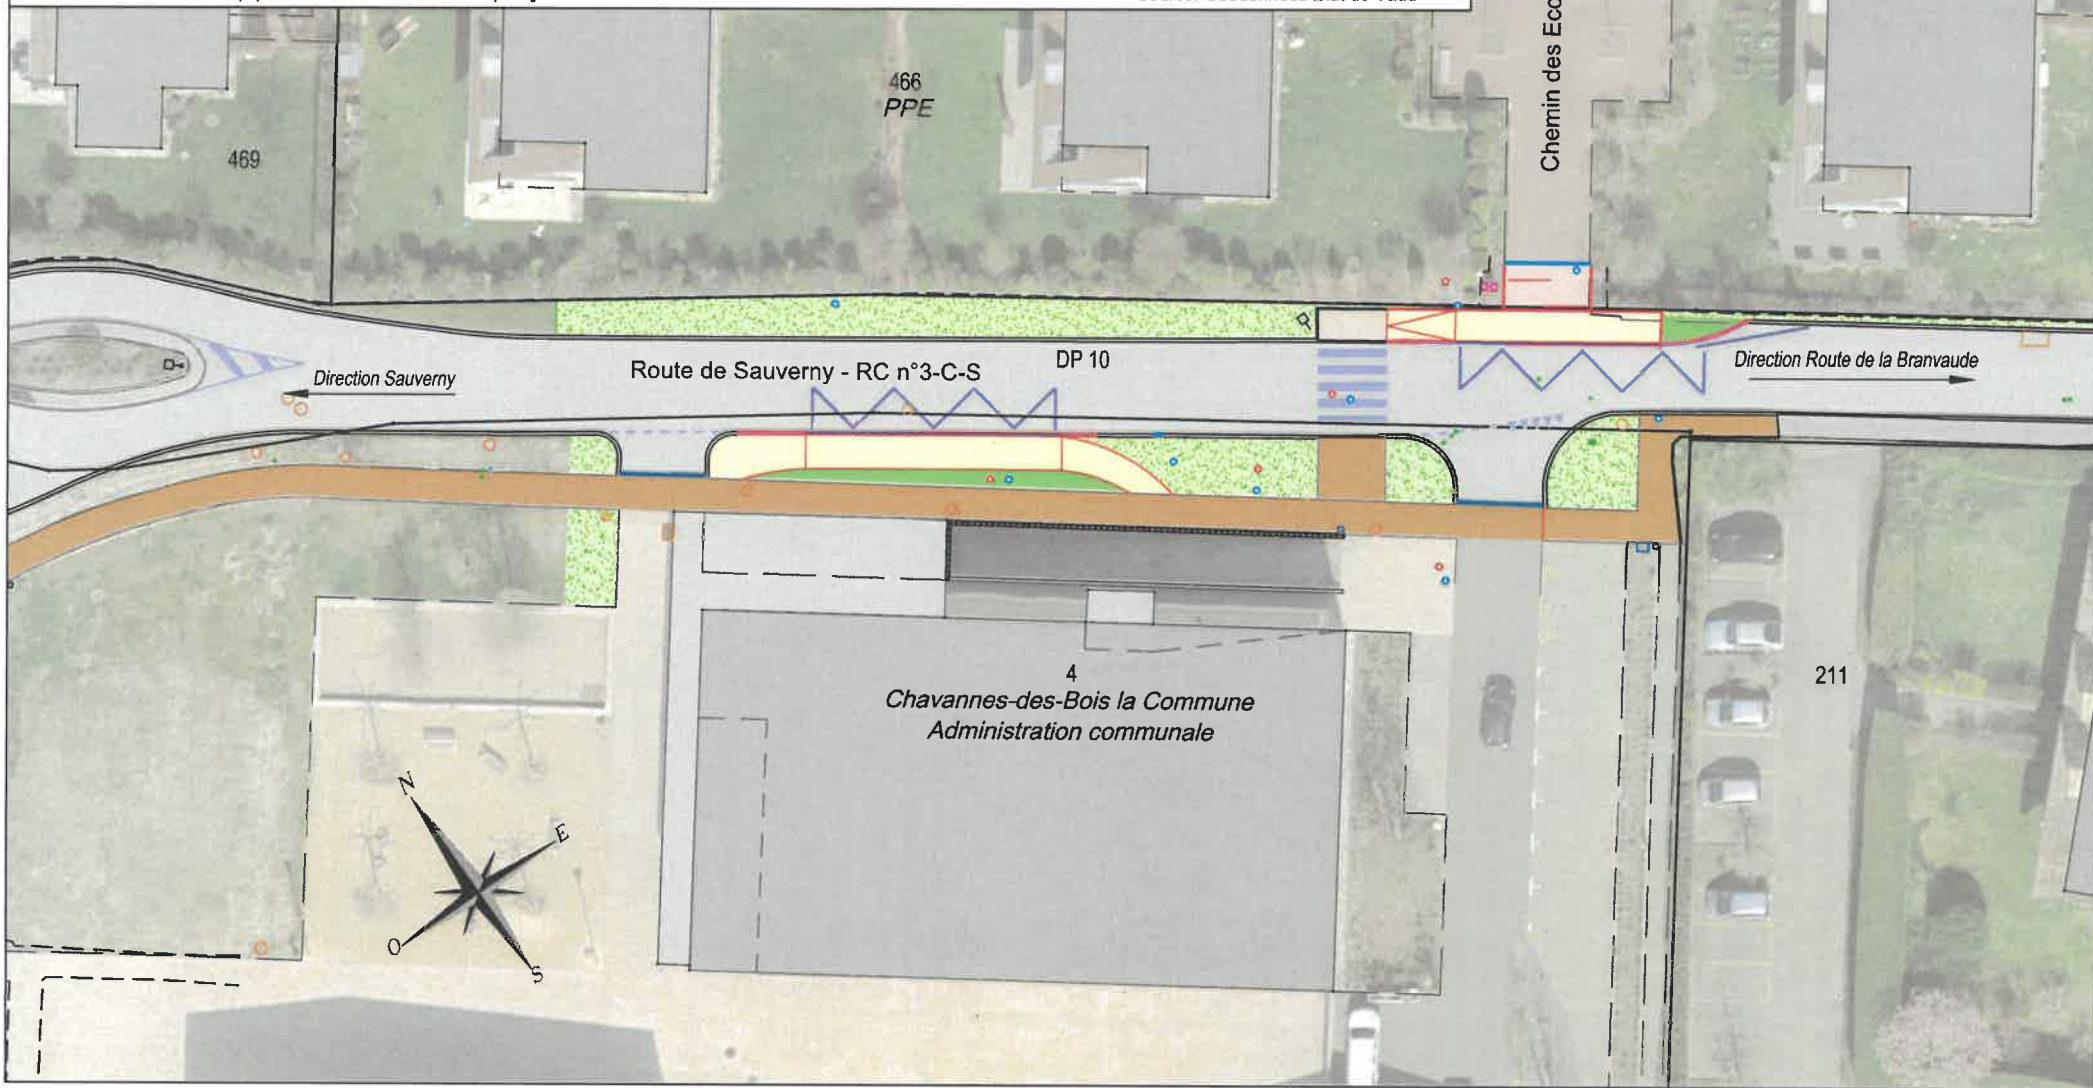 Chemin des Eco
466
PPE
469
DP 10
Route de Sauverny - RC n°3-C-S
Direction Sauverny
Direction Route de la Branvaude
4
Chavannes-des-Bois la Commune
Administration communale
211
N
E
O
S